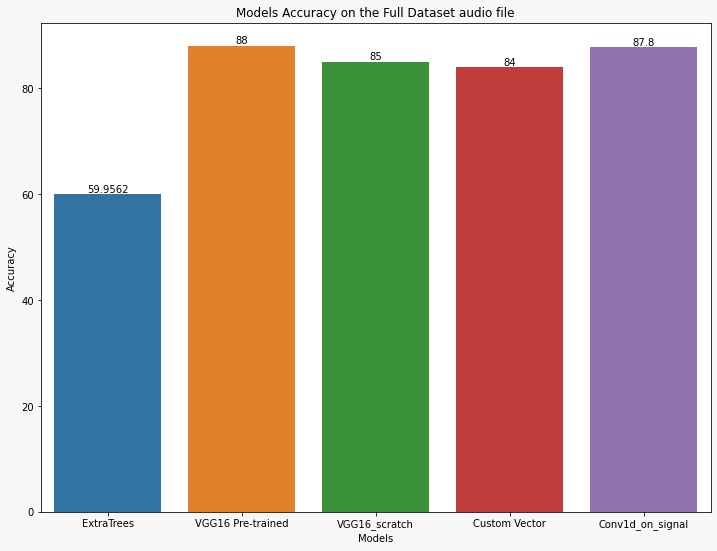 Models Accuracy on the Full Dataset audio file
88
87.8
85
84
80
59.9562
60
Accuracy
40
20
0
ExtraTrees VGG16 Pre-trained VGG16_scratch Custom Vector Conv1d_on_signal
Models